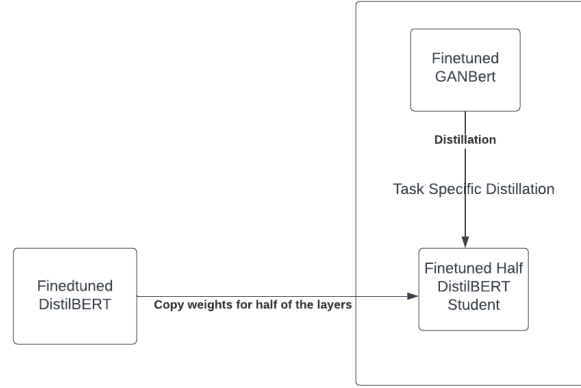 Finetuned
GANBert
Distillation
Task Specific Distillation
Finedtuned
DistilBERT
Copy weights for half of the layers
Finetuned Half
DistilBERT
Student